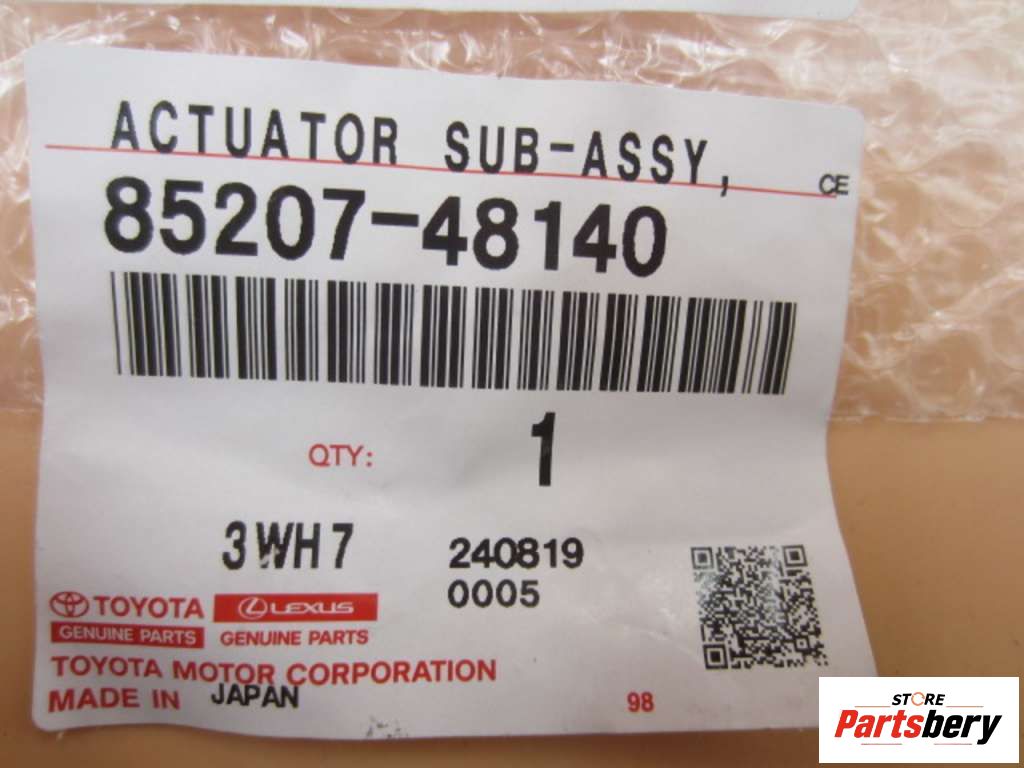 ACTUATOR SUB-ASSY,
CE
85207-48140
QTY: 1
3WH7 240819
0005
TOYOTA LEXUS
GENUINE PARTS GENUINE PARTS
TOYOTA MOTOR CORPORATION
MADE IN JAPAN
98
STORE
Partsbery